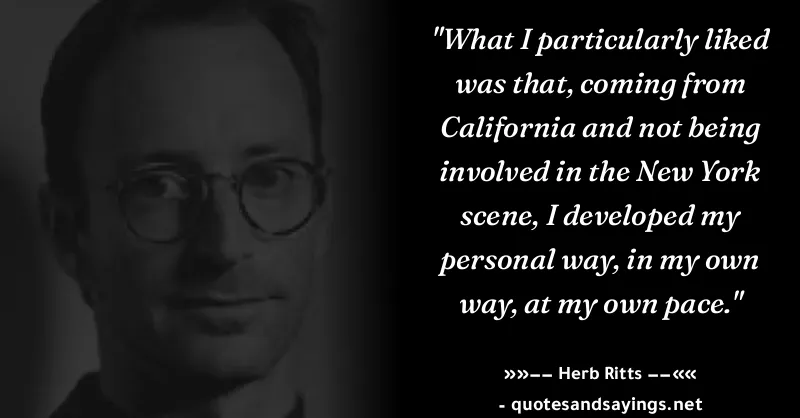 "What I particularly liked
was that, coming from
California and not being
involved in the New York
scene, I developed my
personal way, in my own
way, at my own pace."
»»−− Herb Ritts −−««
- quotesandsayings.net